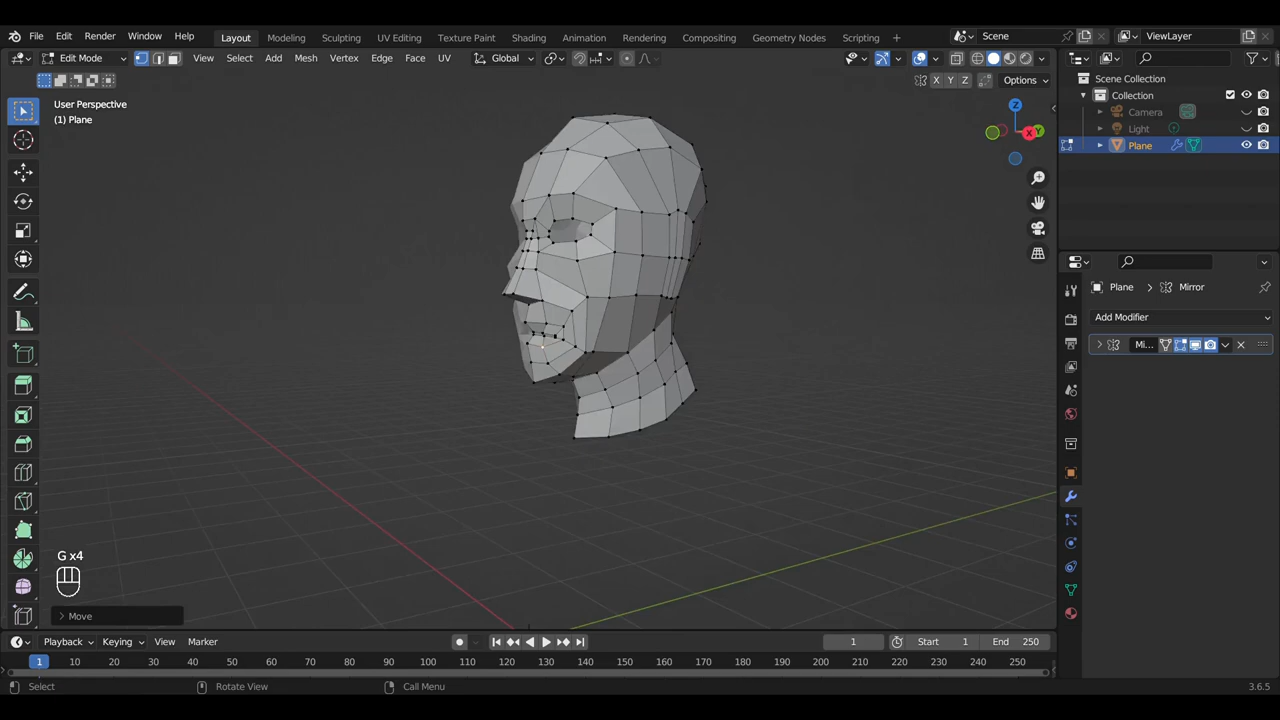 File Edit Render Window Help Layout Modeling Sculpting UV Editing Texture Paint Shading Animation Rendering Compositing Geometry Nodes Scripting + Scene ViewLayer
Edit Mode View Select Add Mesh Vertex Edge Face UV Global
X Y Z Options
User Perspective
(1) Plane
Z
X Y
Scene Collection
Collection
Camera
Light
Plane
Plane > Mirror
Add Modifier
Mi...
G x4
Move
Playback Keying View Marker 1 Start 1 End 250
1 10 20 30 40 50 60 70 80 90 100 110 120 130 140 150 160 170 180 190 200 210 220 230 240 250
Select Rotate View Call Menu 3.6.5